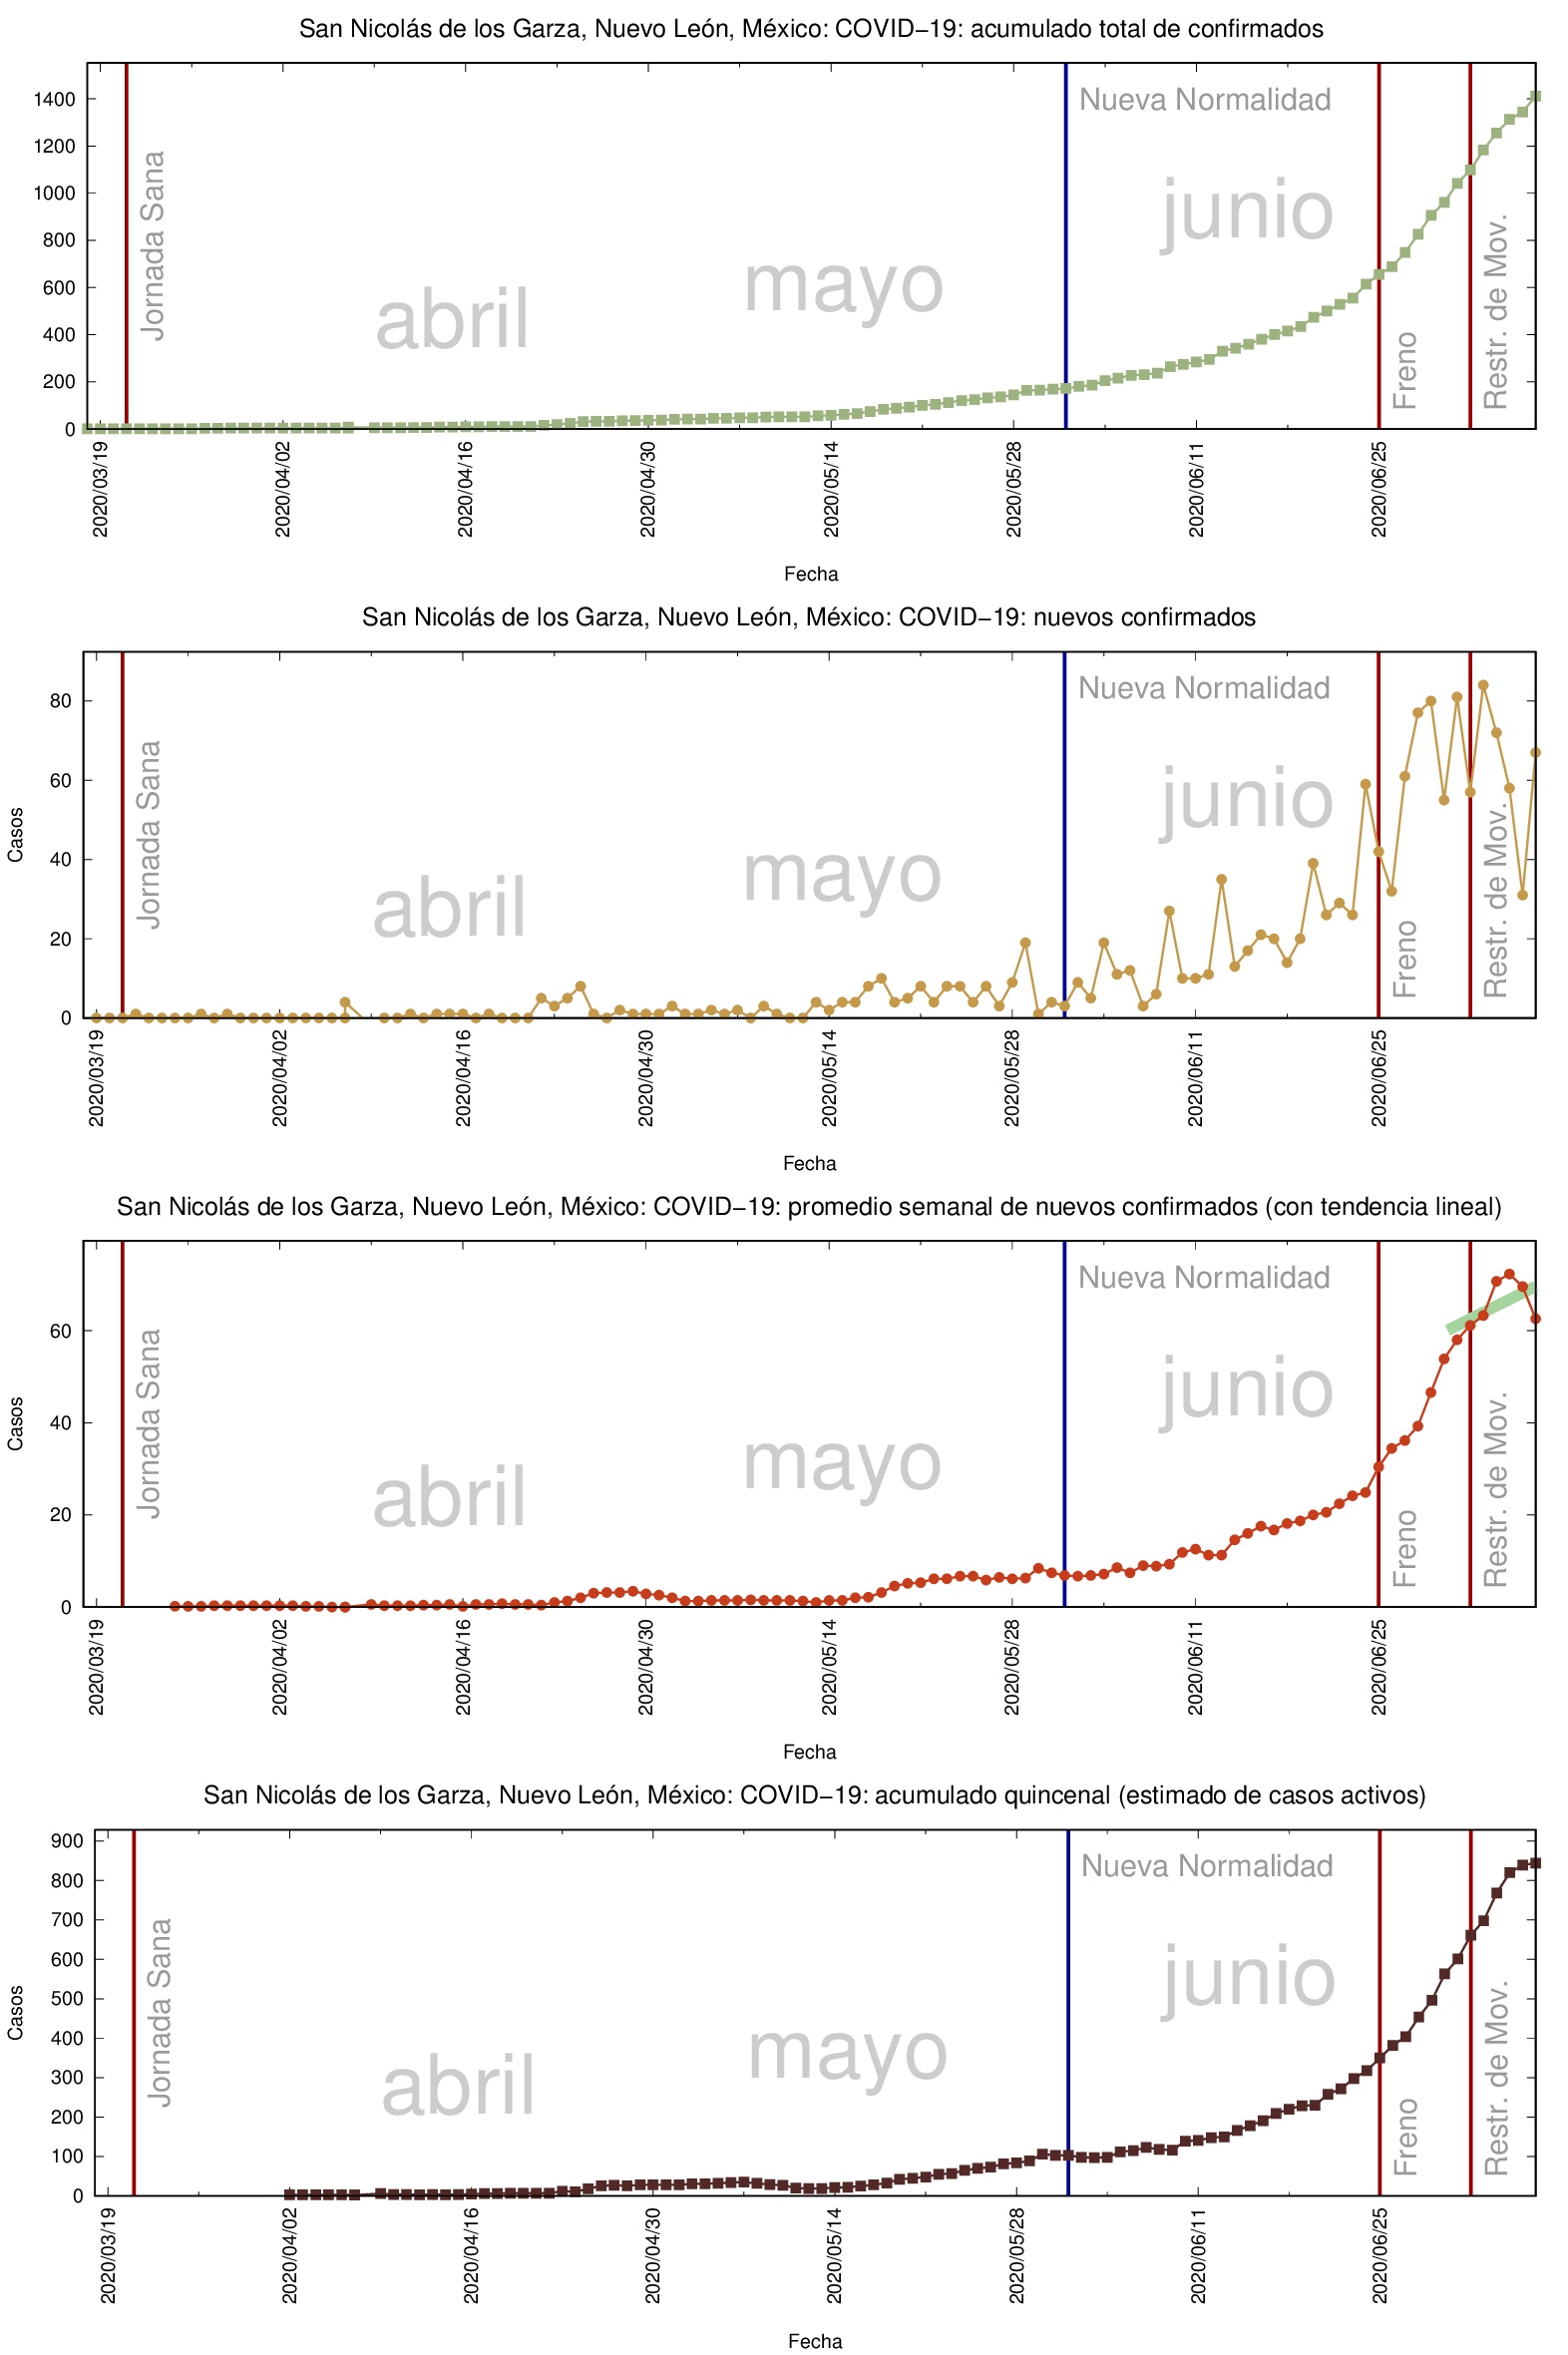 San Nicolás de los Garza, Nuevo León, México: COVID−19: acumulado total de confirmados
1400
1200
1000
800
600
400
200
0
Jornada Sana
abril
mayo
Nueva Normalidad
junio
Freno
Restr. de Mov.
2020/03/19
2020/04/02
2020/04/16
2020/04/30
2020/05/14
2020/05/28
2020/06/11
2020/06/25
Fecha
San Nicolás de los Garza, Nuevo León, México: COVID−19: nuevos confirmados
Casos
80
60
40
20
0
Jornada Sana
abril
mayo
Nueva Normalidad
junio
Freno
Restr. de Mov.
2020/03/19
2020/04/02
2020/04/16
2020/04/30
2020/05/14
2020/05/28
2020/06/11
2020/06/25
Fecha
San Nicolás de los Garza, Nuevo León, México: COVID−19: promedio semanal de nuevos confirmados (con tendencia lineal)
Casos
60
40
20
0
Jornada Sana
abril
mayo
Nueva Normalidad
junio
Freno
Restr. de Mov.
2020/03/19
2020/04/02
2020/04/16
2020/04/30
2020/05/14
2020/05/28
2020/06/11
2020/06/25
Fecha
San Nicolás de los Garza, Nuevo León, México: COVID−19: acumulado quincenal (estimado de casos activos)
Casos
900
800
700
600
500
400
300
200
100
0
Jornada Sana
abril
mayo
Nueva Normalidad
junio
Freno
Restr. de Mov.
2020/03/19
2020/04/02
2020/04/16
2020/04/30
2020/05/14
2020/05/28
2020/06/11
2020/06/25
Fecha